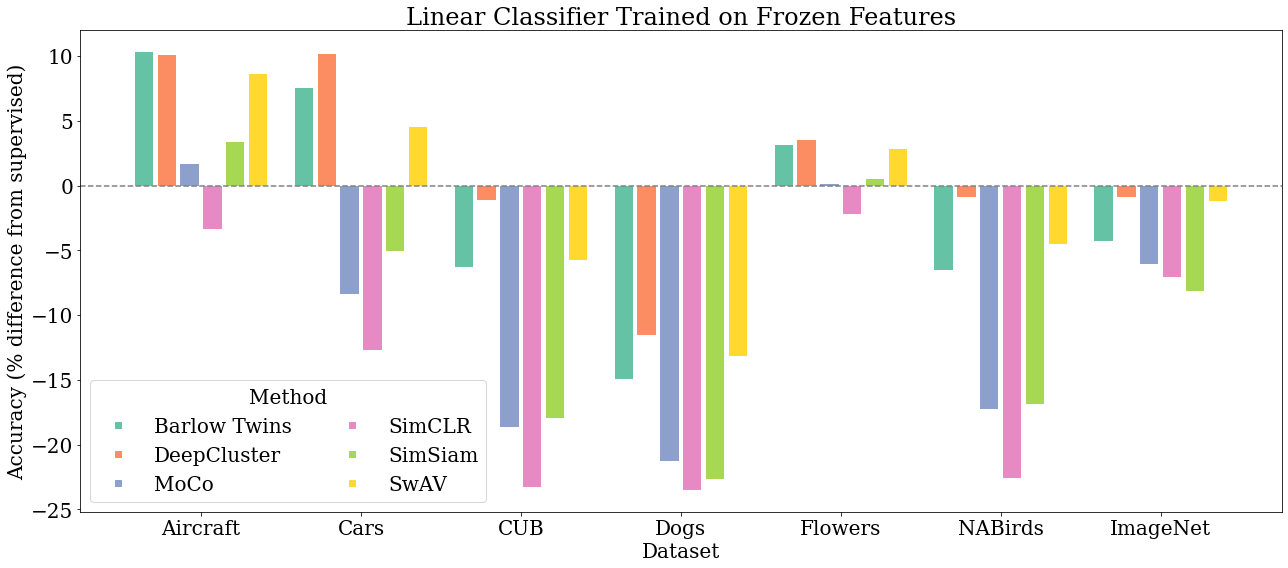 Linear Classifier Trained on Frozen Features
Accuracy (% difference from supervised)
10
5
0
−5
−10
−15
−20
−25
Method
Barlow Twins
DeepCluster
MoCo
SimCLR
SimSiam
SwAV
Aircraft
Cars
CUB
Dogs
Flowers
NABirds
ImageNet
Dataset